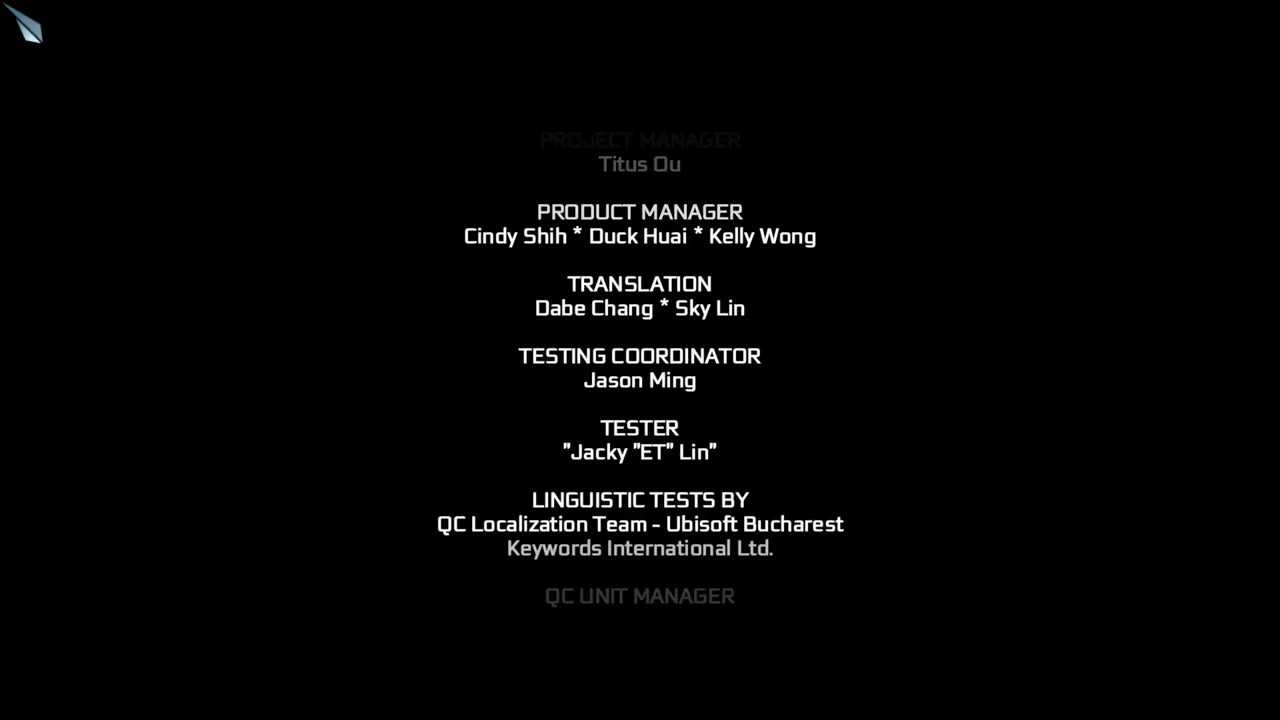 PROJECT MANAGER
Titus Ou
PRODUCT MANAGER
Cindy Shih * Duck Huai * Kelly Wong
TRANSLATION
Dabe Chang * Sky Lin
TESTING COORDINATOR
Jason Ming
TESTER
"Jacky "ET" Lin"
LINGUISTIC TESTS BY
QC Localization Team - Ubisoft Bucharest
Keywords International Ltd.
QC UNIT MANAGER